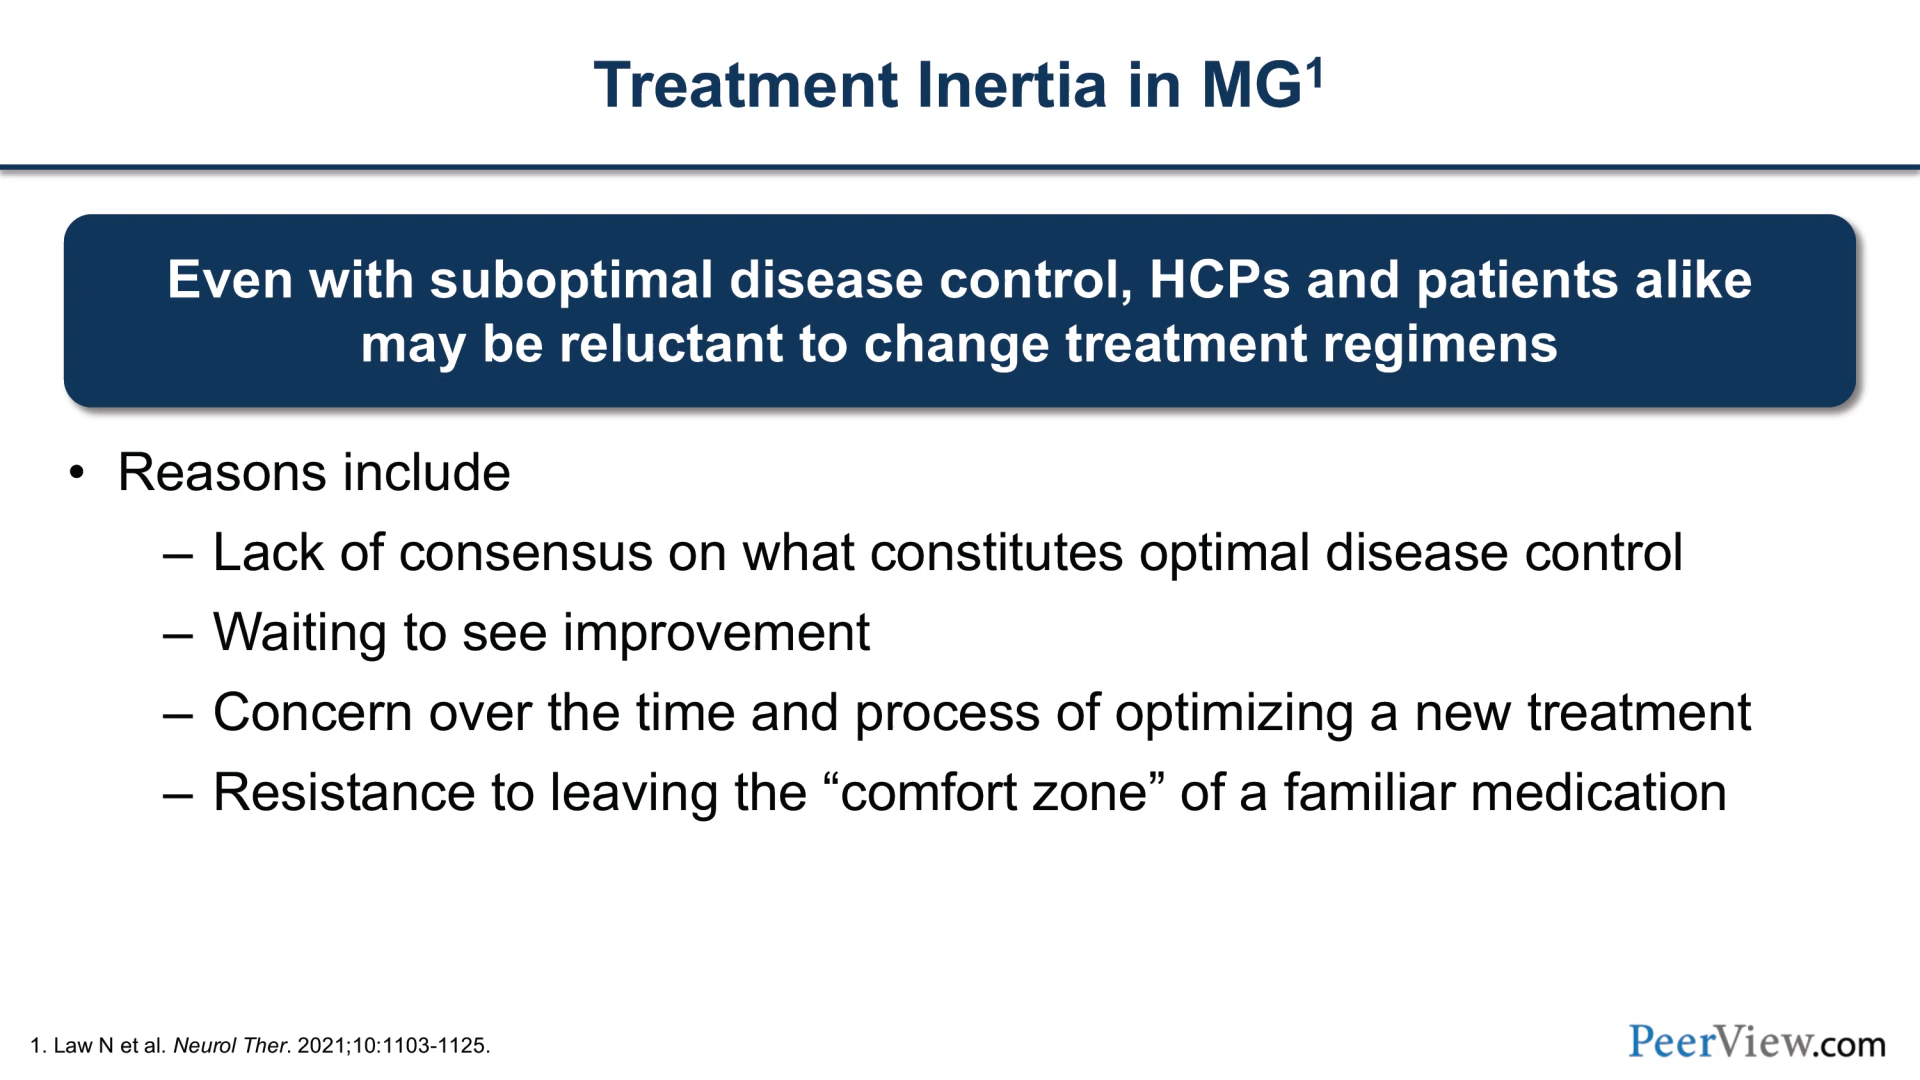 Treatment Inertia in MG¹
Even with suboptimal disease control, HCPs and patients alike
may be reluctant to change treatment regimens
• Reasons include
– Lack of consensus on what constitutes optimal disease control
– Waiting to see improvement
– Concern over the time and process of optimizing a new treatment
– Resistance to leaving the “comfort zone” of a familiar medication
1. Law N et al. Neurol Ther. 2021;10:1103-1125.
PeerView.com